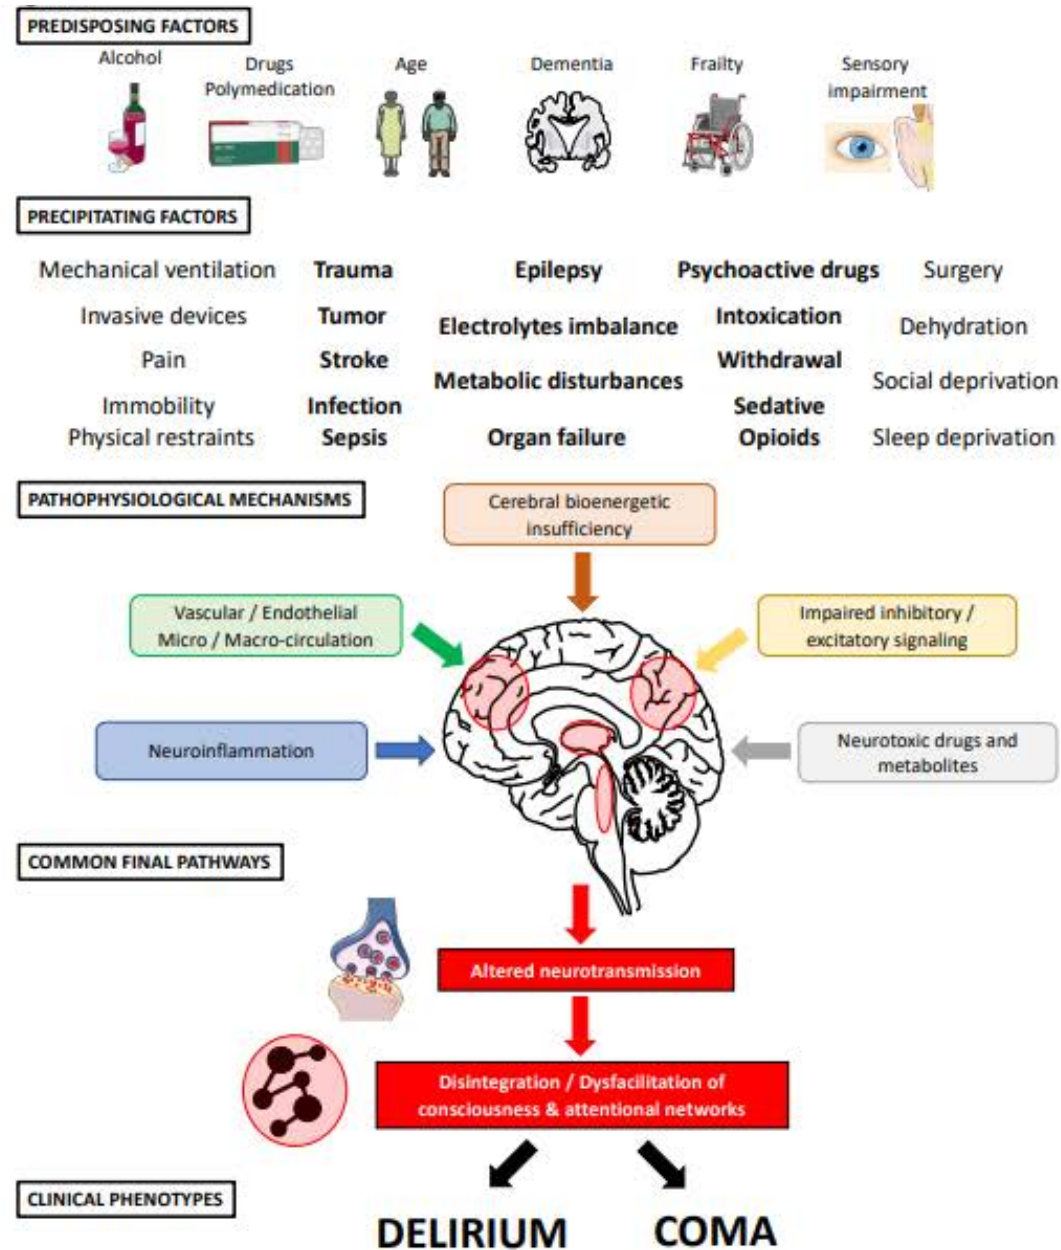 PREDISPOSING FACTORS
Alcohol
Drugs
Polymedication
Age
Dementia
Frailty
Sensory
impairment
PRECIPITATING FACTORS
Mechanical ventilation
Invasive devices
Pain
Immobility
Physical restraints
Trauma
Tumor
Stroke
Infection
Sepsis
Epilepsy
Electrolytes imbalance
Metabolic disturbances
Organ failure
Psychoactive drugs
Intoxication
Withdrawal
Sedative
Opioids
Surgery
Dehydration
Social deprivation
Sleep deprivation
PATHOPHYSIOLOGICAL MECHANISMS
Cerebral bioenergetic
insufficiency
Vascular / Endothelial
Micro / Macro-circulation
Impaired inhibitory /
excitatory signaling
Neuroinflammation
Neurotoxic drugs and
metabolites
COMMON FINAL PATHWAYS
Altered neurotransmission
Disintegration / Dysfacilitation of
consciousness & attentional networks
CLINICAL PHENOTYPES
DELIRIUM
COMA